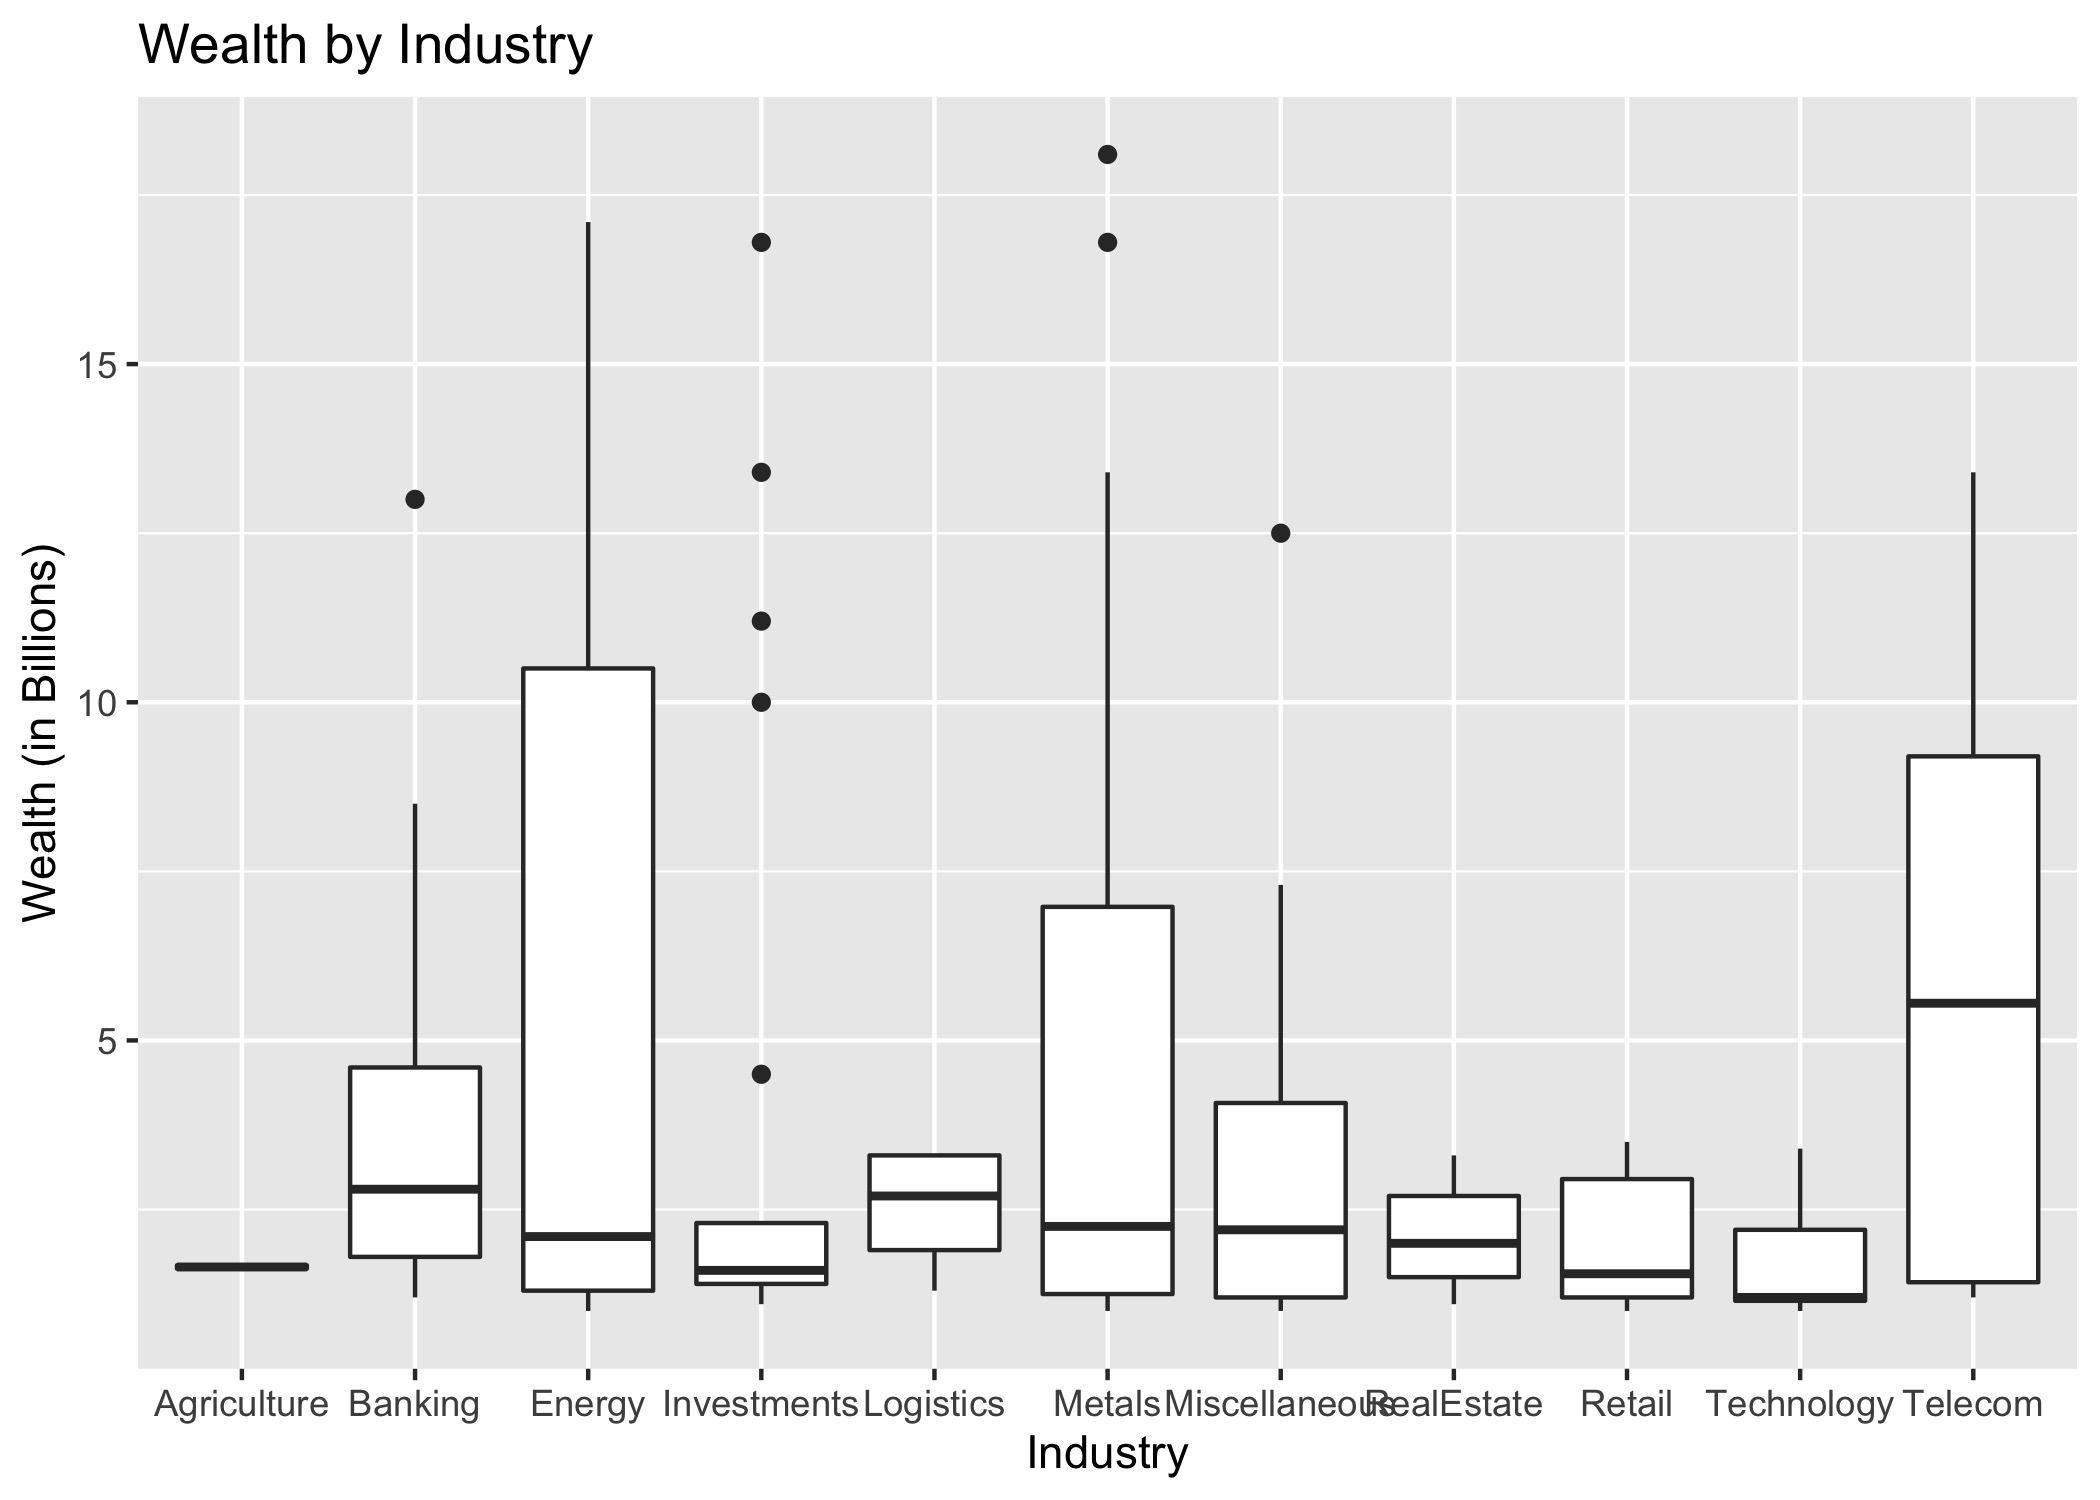 Wealth by Industry
Wealth (in Billions)
15
10
5
Agriculture Banking Energy Investments Logistics Metals Miscellaneous RealEstate Retail Technology Telecom
Industry